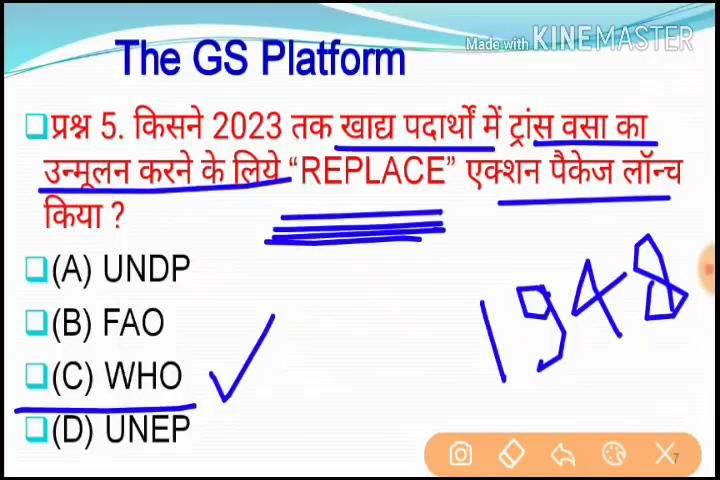 The GS Platform
Made with KINEMASTER
प्रश्न 5. किसने 2023 तक खाद्य पदार्थों में ट्रांस वसा का
उन्मूलन करने के लिये “REPLACE” एक्शन पैकेज लॉन्च
किया ?
(A) UNDP
(B) FAO
(C) WHO
(D) UNEP
1948
7